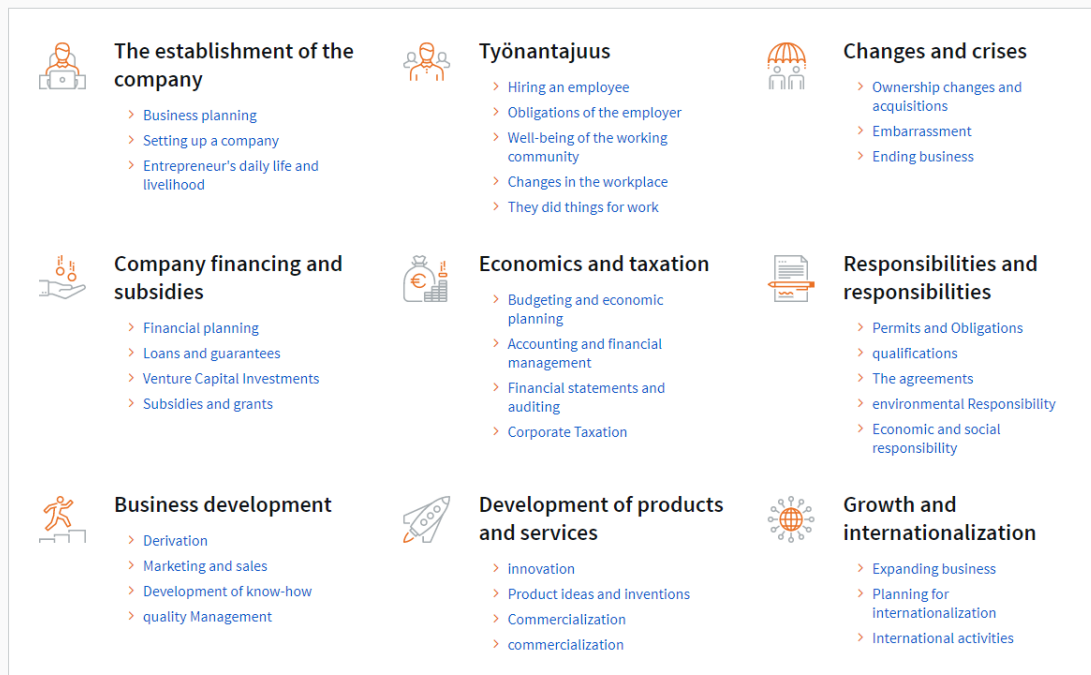 The establishment of the
company
Business planning
Setting up a company
Entrepreneur's daily life and
livelihood
Työnantajuus
Hiring an employee
Obligations of the employer
Well-being of the working
community
Changes in the workplace
They did things for work
Changes and crises
Ownership changes and
acquisitions
Embarrassment
Ending business
Company financing and
subsidies
Financial planning
Loans and guarantees
Venture Capital Investments
Subsidies and grants
Economics and taxation
Budgeting and economic
planning
Accounting and financial
management
Financial statements and
auditing
Corporate Taxation
Responsibilities and
responsibilities
Permits and Obligations
qualifications
The agreements
environmental Responsibility
Economic and social
responsibility
Business development
Derivation
Marketing and sales
Development of know-how
quality Management
Development of products
and services
innovation
Product ideas and inventions
Commercialization
commercialization
Growth and
internationalization
Expanding business
Planning for
internationalization
International activities